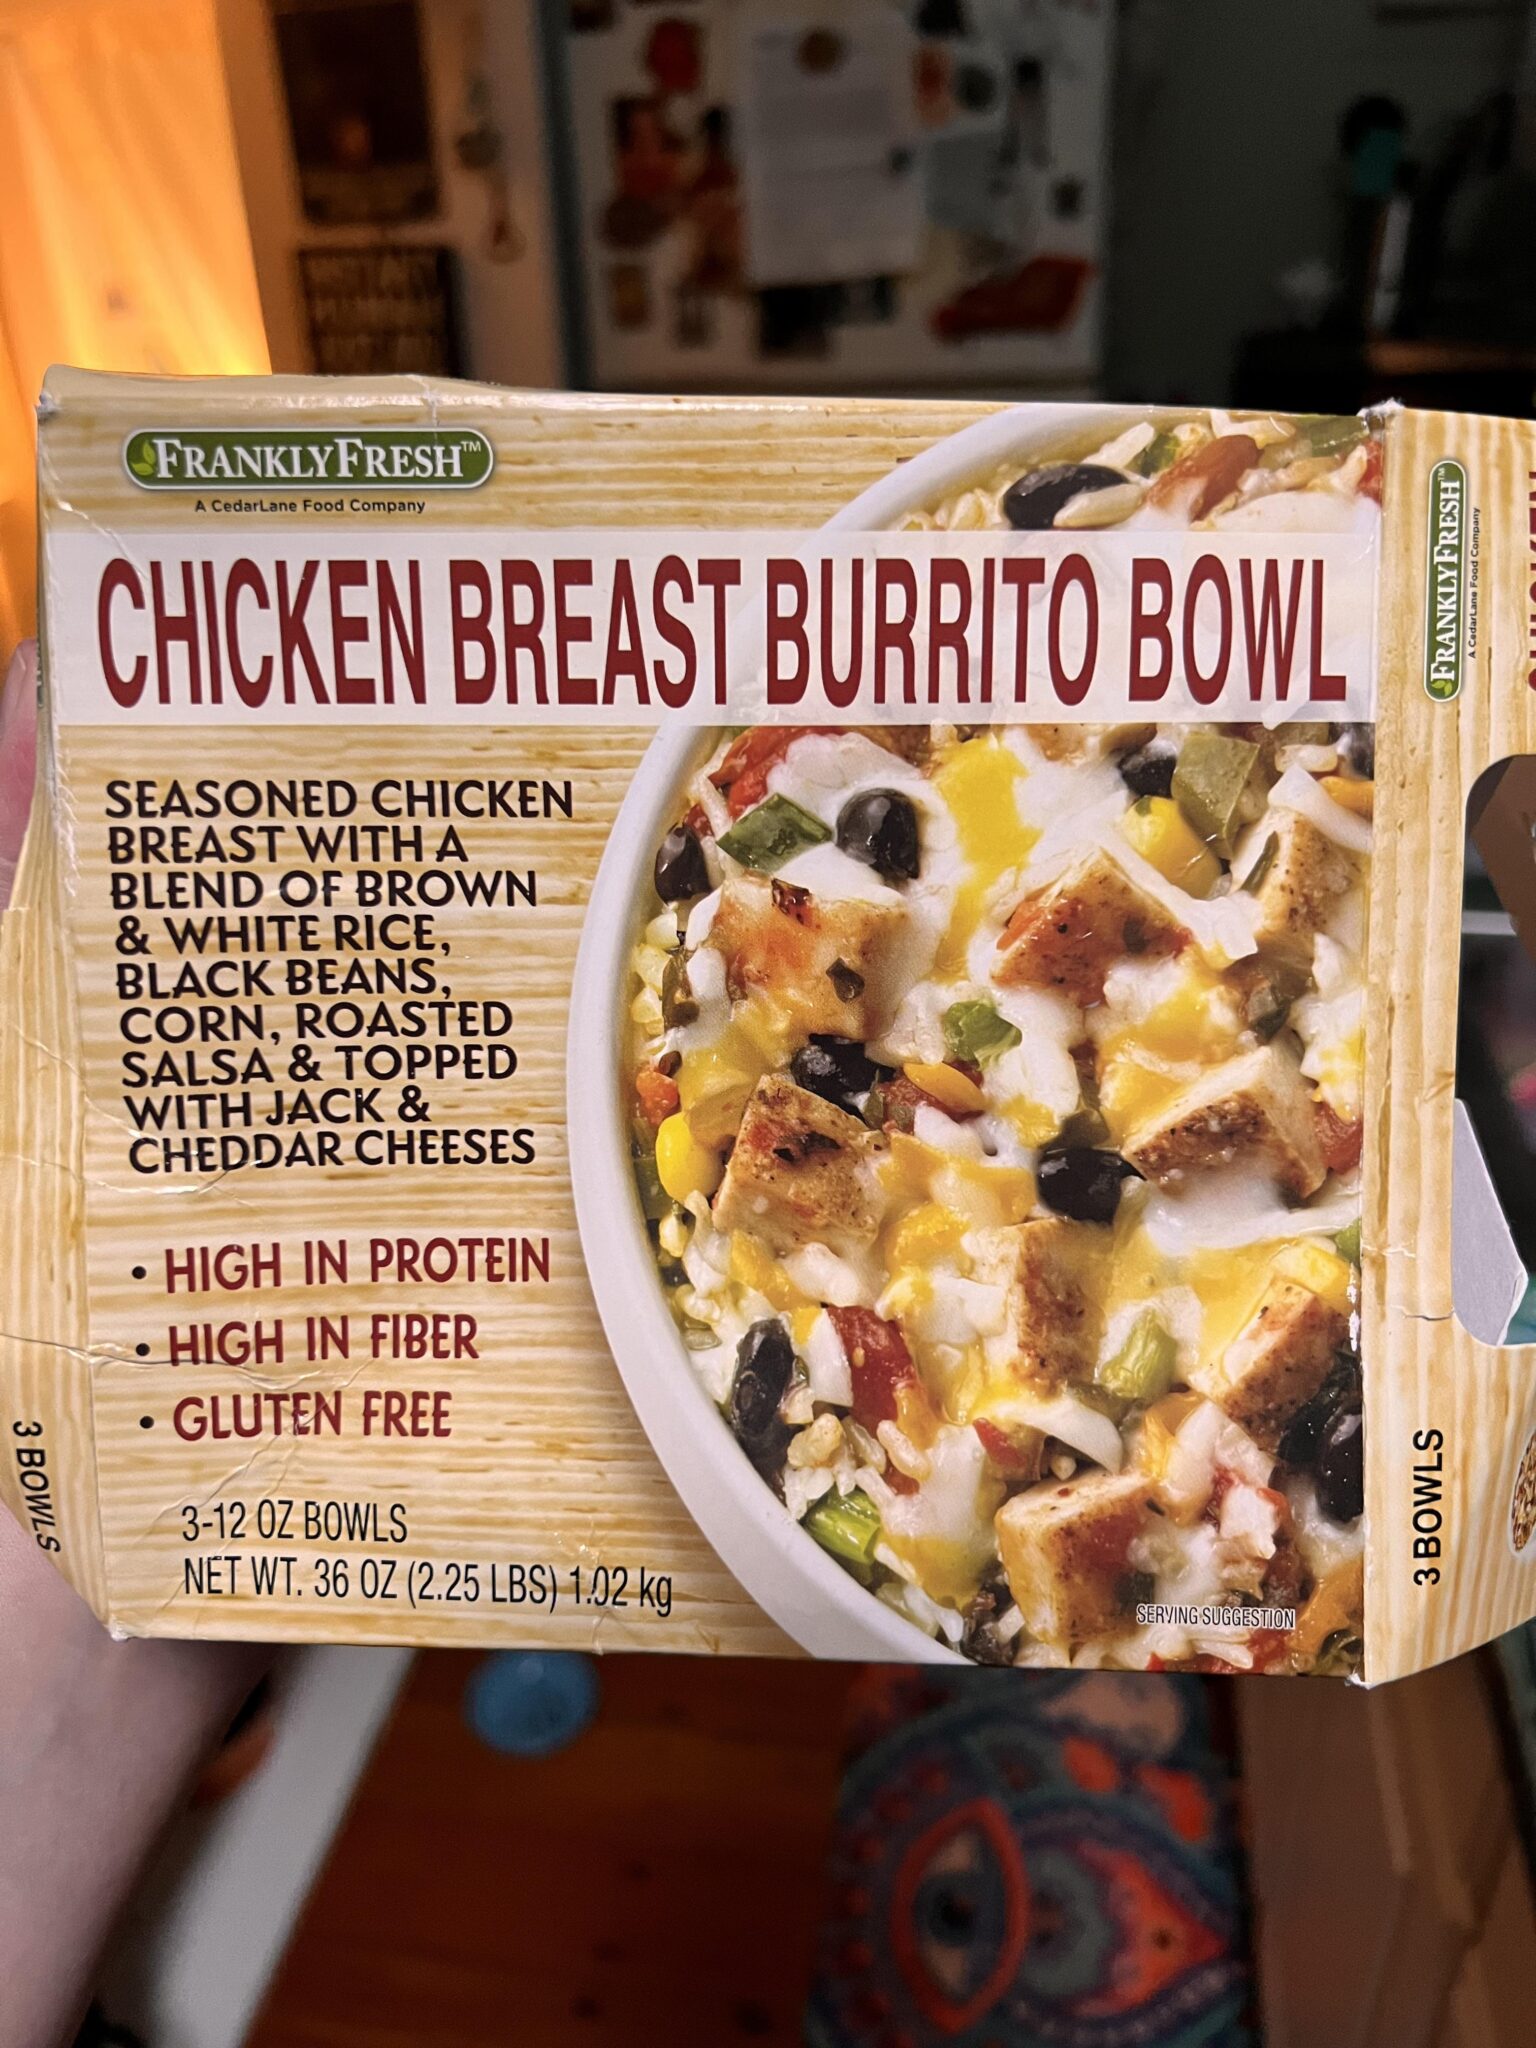 FRANKLYFRESH™
A CedarLane Food Company
CHICKEN BREAST BURRITO BOWL
SEASONED CHICKEN
BREAST WITH A
BLEND OF BROWN
& WHITE RICE,
BLACK BEANS,
CORN, ROASTED
SALSA & TOPPED
WITH JACK &
CHEDDAR CHEESES
• HIGH IN PROTEIN
• HIGH IN FIBER
• GLUTEN FREE
3-12 OZ BOWLS
NET WT. 36 OZ (2.25 LBS) 1.02 kg
SERVING SUGGESTION
3 BOWLS
FRANKLYFRESH™
A CedarLane Food Company
3 BOWLS